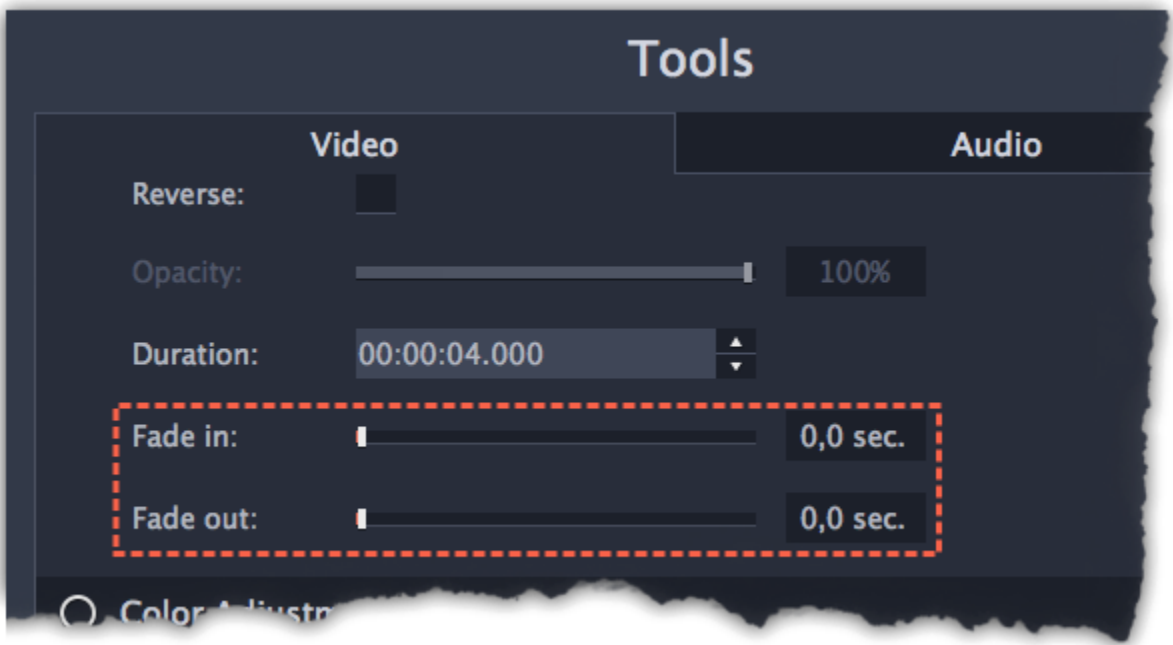 Tools
Video Audio
Reverse:
Opacity: 100%
Duration: 00:00:04.000
Fade in: 0,0 sec.
Fade out: 0,0 sec.
Color